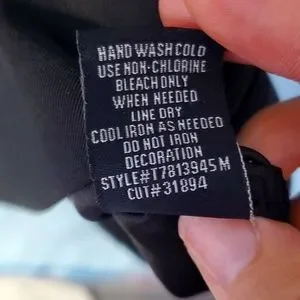 HAND WASH COLD
USE NON-CHLORINE
BLEACH ONLY
WHEN NEEDED
LINE DRY
COOL IRON AS NEEDED
DO NOT IRON
DECORATION
STYLE#T7813945M
CUT#31894